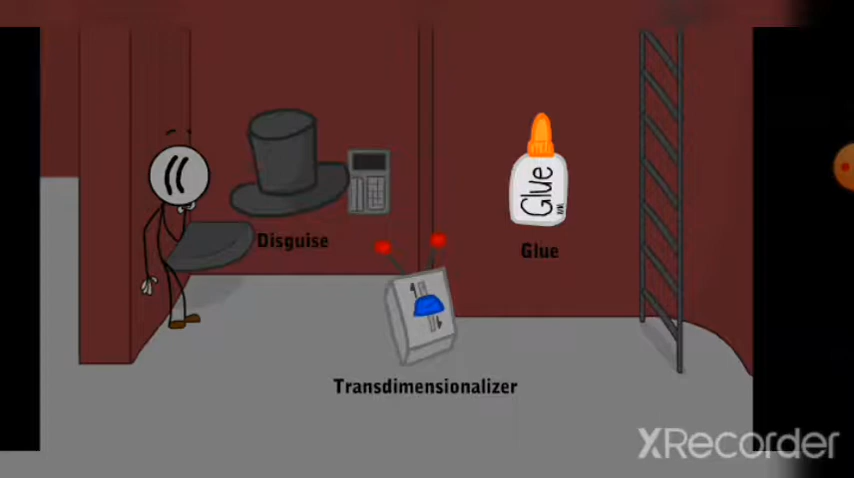 Glue
Disguise
Glue
Transdimensionalizer
XRecorder